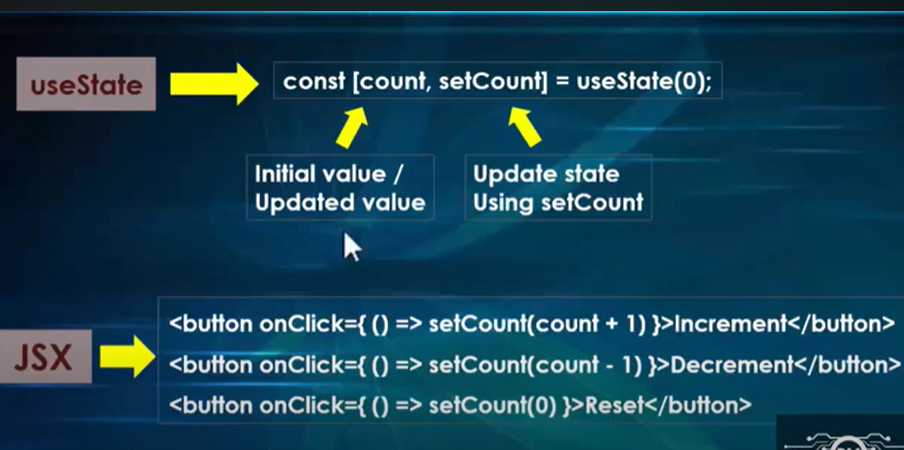 useState
const [count, setCount] = useState(0);
Initial value /
Updated value
Update state
Using setCount
JSX
<button onClick={ () => setCount(count + 1) }>Increment</button>
<button onClick={ () => setCount(count - 1) }>Decrement</button>
<button onClick={ () => setCount(0) }>Reset</button>